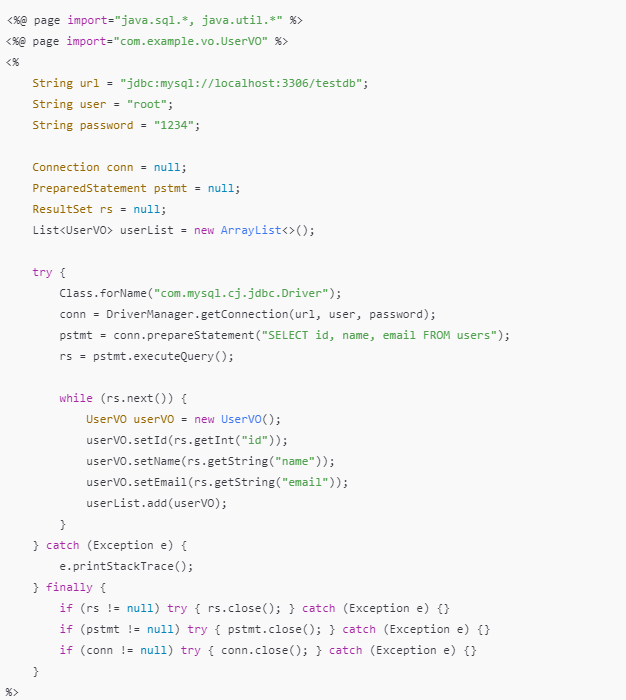 <%@ page import="java.sql.*, java.util.*" %>
<%@ page import="com.example.vo.UserVO" %>
<%
    String url = "jdbc:mysql://localhost:3306/testdb";
    String user = "root";
    String password = "1234";

    Connection conn = null;
    PreparedStatement pstmt = null;
    ResultSet rs = null;
    List<UserVO> userList = new ArrayList<>();

    try {
        Class.forName("com.mysql.cj.jdbc.Driver");
        conn = DriverManager.getConnection(url, user, password);
        pstmt = conn.prepareStatement("SELECT id, name, email FROM users");
        rs = pstmt.executeQuery();

        while (rs.next()) {
            UserVO userVO = new UserVO();
            userVO.setId(rs.getInt("id"));
            userVO.setName(rs.getString("name"));
            userVO.setEmail(rs.getString("email"));
            userList.add(userVO);
        }
    } catch (Exception e) {
        e.printStackTrace();
    } finally {
        if (rs != null) try { rs.close(); } catch (Exception e) {}
        if (pstmt != null) try { pstmt.close(); } catch (Exception e) {}
        if (conn != null) try { conn.close(); } catch (Exception e) {}
    }
%>